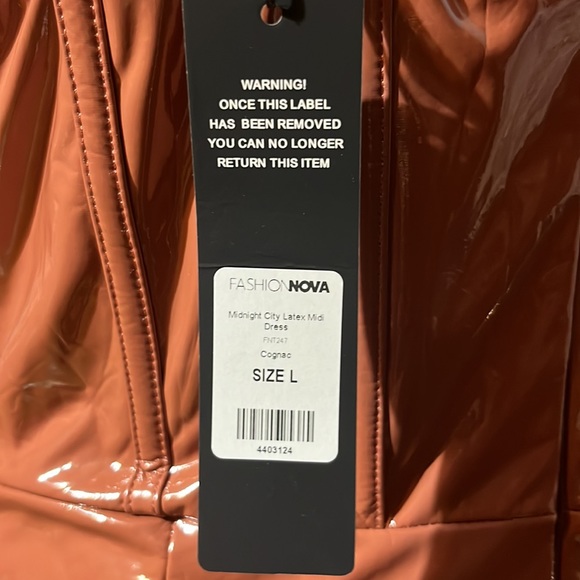 WARNING!
ONCE THIS LABEL
HAS BEEN REMOVED
YOU CAN NO LONGER
RETURN THIS ITEM
FASHIONNOVA
Midnight City Latex Midi
Dress
FNT247
Cognac
SIZE L
4403124